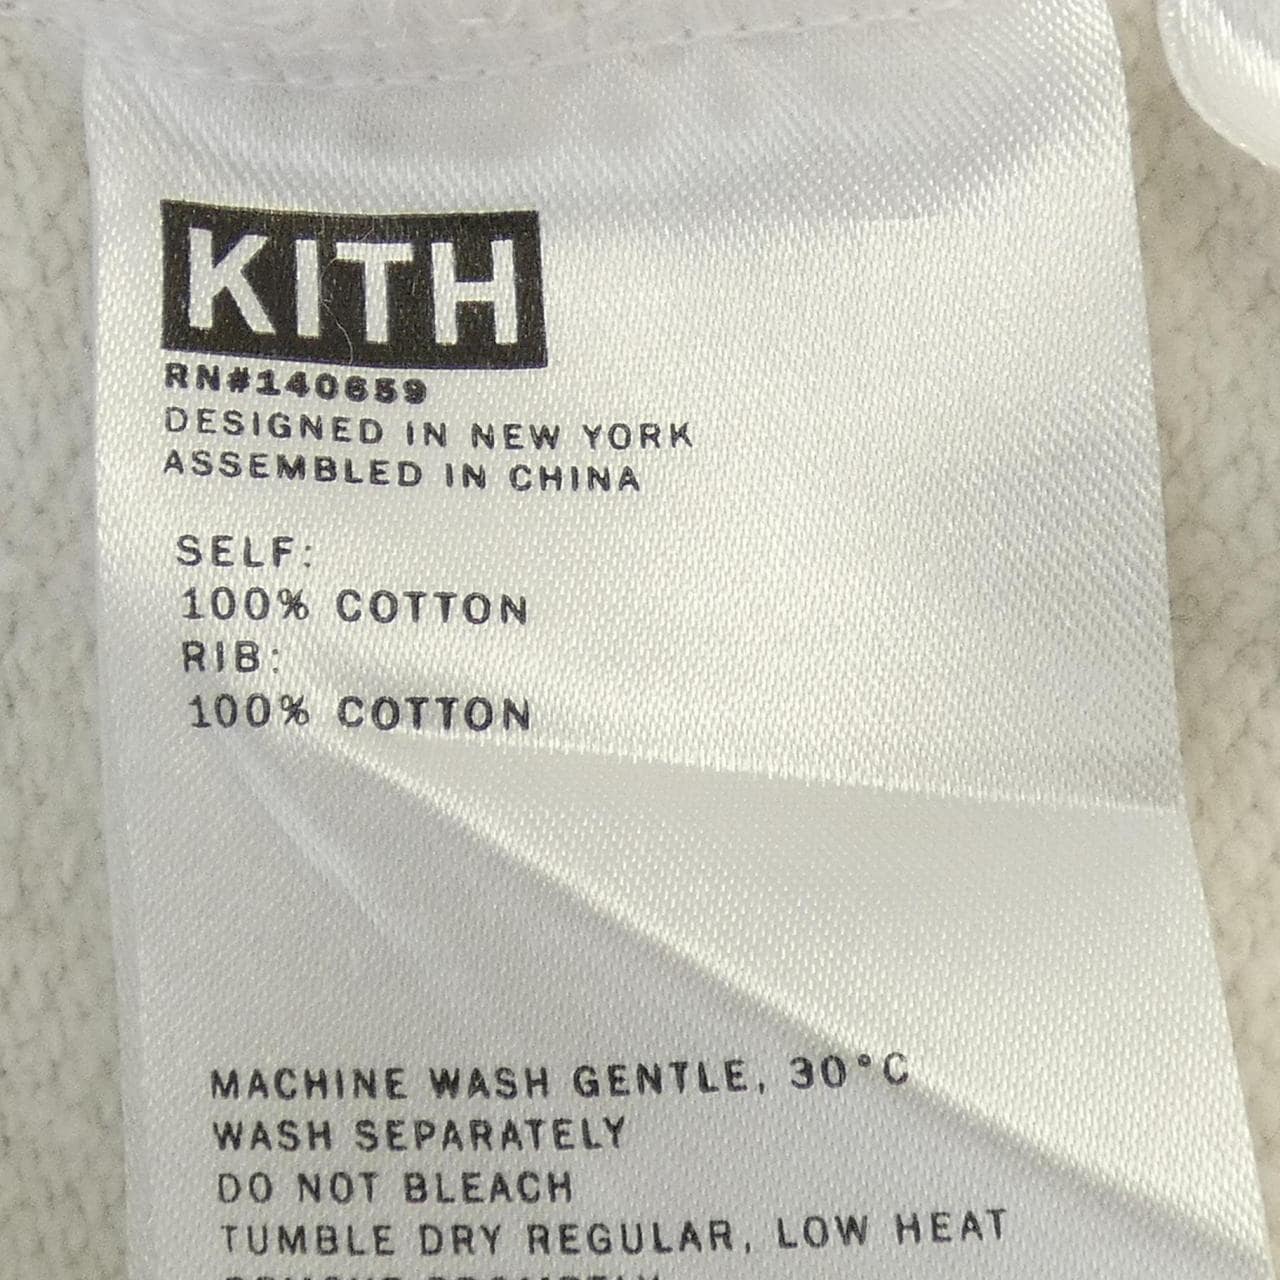 KITH
RN#140659
DESIGNED IN NEW YORK
ASSEMBLED IN CHINA
SELF:
100% COTTON
RIB:
100% COTTON
MACHINE WASH GENTLE, 30°C
WASH SEPARATELY
DO NOT BLEACH
TUMBLE DRY REGULAR, LOW HEAT